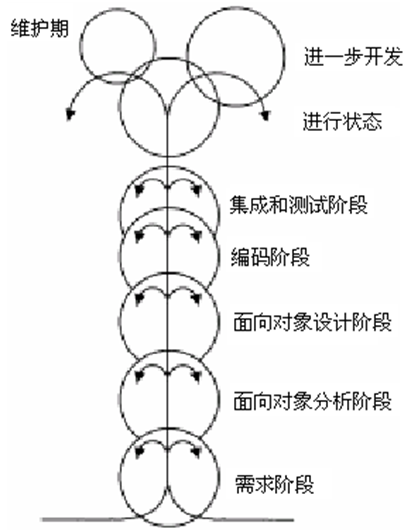 维护期
进一步开发
进行状态
集成和测试阶段
编码阶段
面向对象设计阶段
面向对象分析阶段
需求阶段